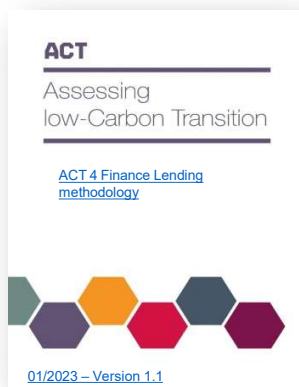 ACT
Assessing
low-Carbon Transition
ACT 4 Finance Lending
methodology
01/2023 – Version 1.1